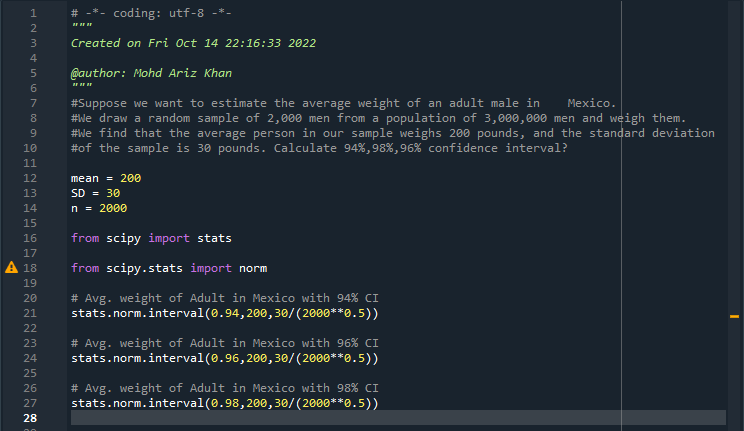 1 # -*- coding: utf-8 -*-
2 """
3 Created on Fri Oct 14 22:16:33 2022
4
5 @author: Mohd Ariz Khan
6 """
7 #Suppose we want to estimate the average weight of an adult male in    Mexico.
8 #We draw a random sample of 2,000 men from a population of 3,000,000 men and weigh them.
9 #We find that the average person in our sample weighs 200 pounds, and the standard deviation
10 #of the sample is 30 pounds. Calculate 94%,98%,96% confidence interval?
11
12 mean = 200
13 SD = 30
14 n = 2000
15
16 from scipy import stats
17
18 from scipy.stats import norm
19
20 # Avg. weight of Adult in Mexico with 94% CI
21 stats.norm.interval(0.94,200,30/(2000**0.5))
22
23 # Avg. weight of Adult in Mexico with 96% CI
24 stats.norm.interval(0.96,200,30/(2000**0.5))
25
26 # Avg. weight of Adult in Mexico with 98% CI
27 stats.norm.interval(0.98,200,30/(2000**0.5))
28